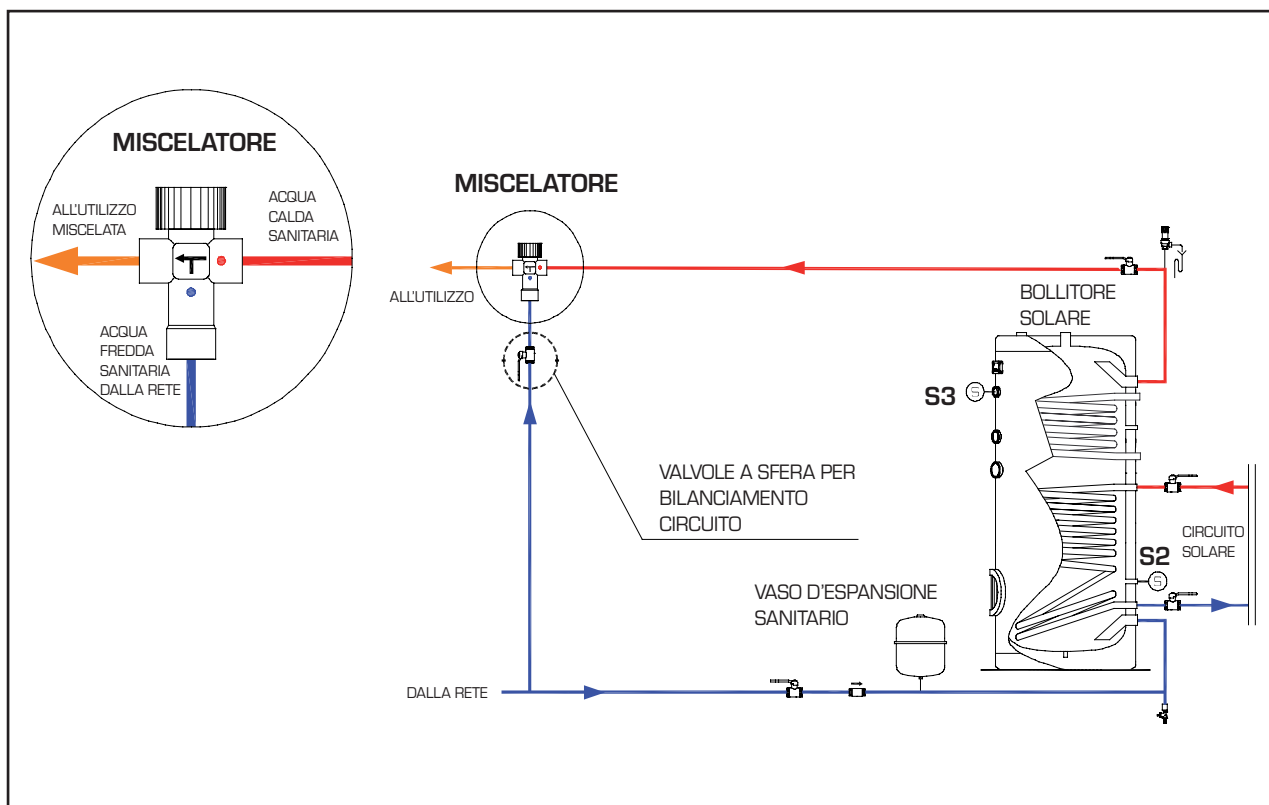 MISCELATORE
ALL'UTILIZZO
MISCELATA
ACQUA
CALDA
SANITARIA
ACQUA
FREDDA
SANITARIA
DALLA RETE
MISCELATORE
ALL'UTILIZZO
BOLLITORE
SOLARE
S3
S
VALVOLE A SFERA PER
BILANCIAMENTO
CIRCUITO
CIRCUITO
SOLARE
S2
S
VASO D'ESPANSIONE
SANITARIO
DALLA RETE